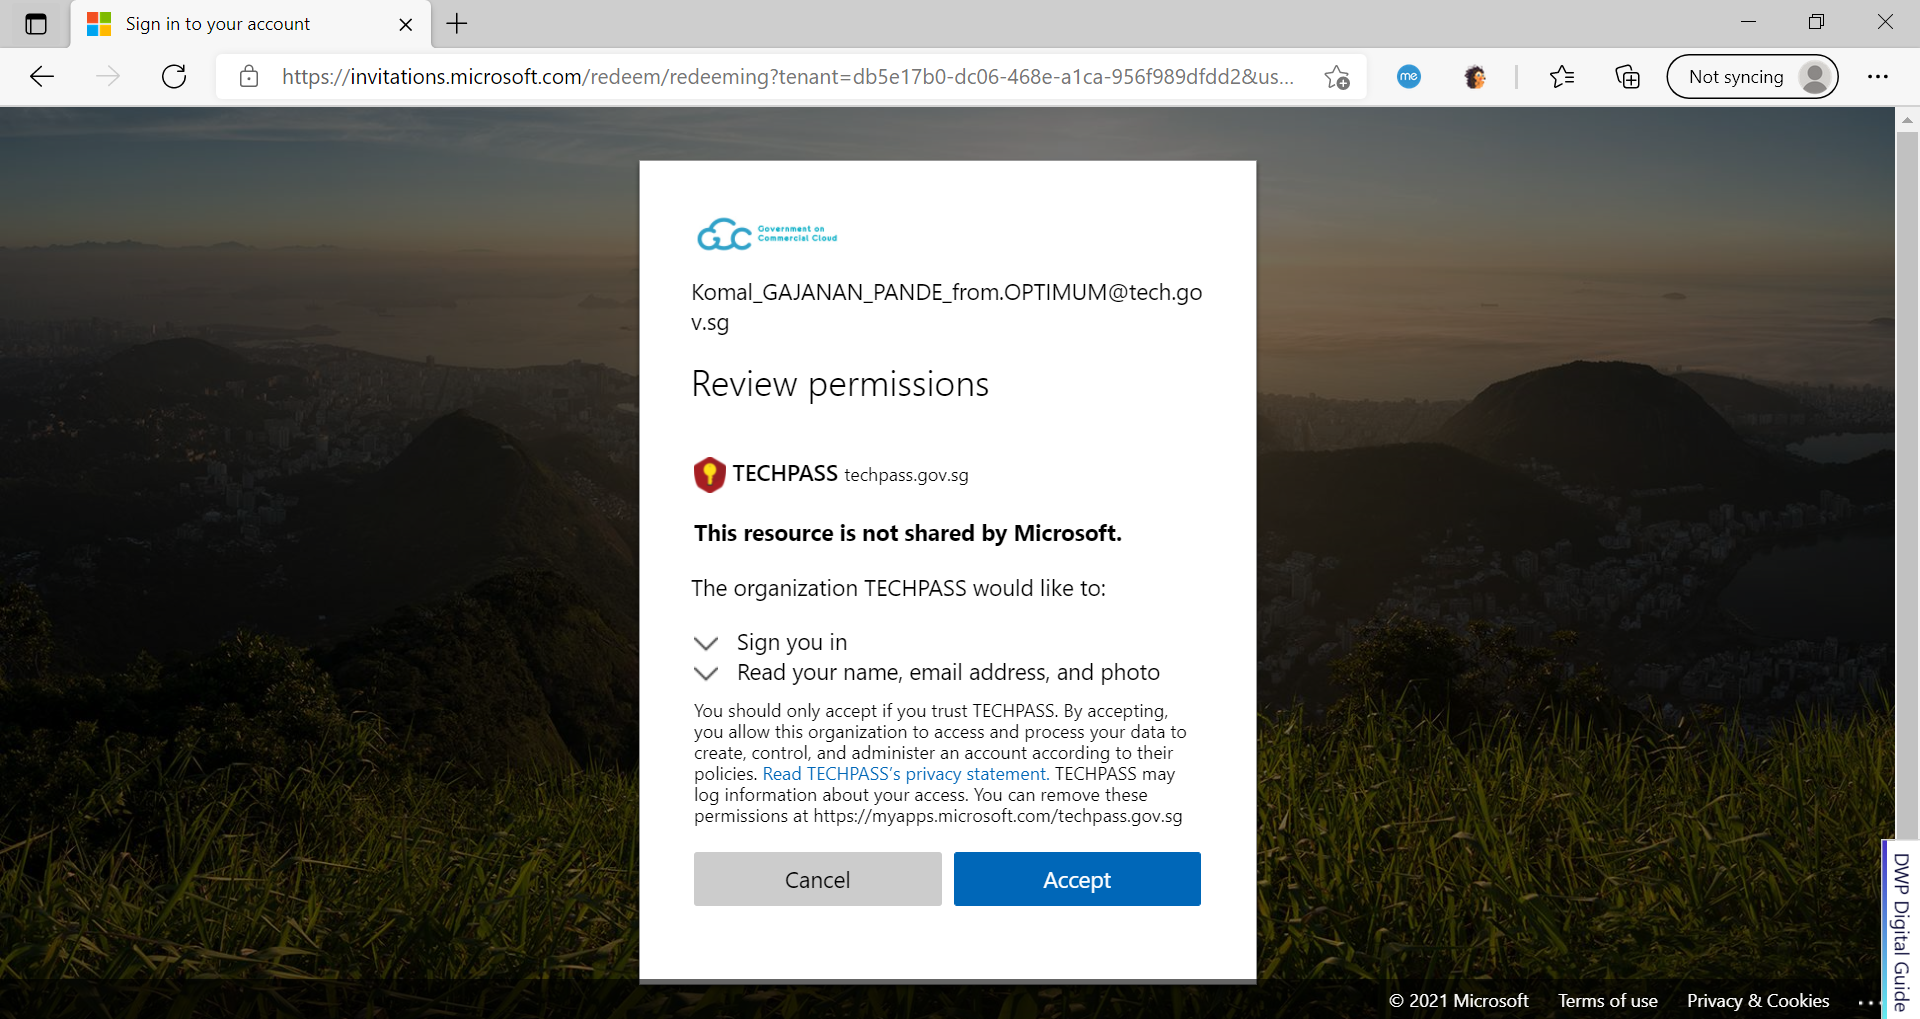 Sign in to your account
https://invitations.microsoft.com/redeem/redeeming?tenant=db5e17b0-dc06-468e-a1ca-956f989dfdd2&us...
me
Not syncing
Government on
Commercial Cloud
Komal_GAJANAN_PANDE_from.OPTIMUM@tech.go
v.sg
Review permissions
TECHPASS techpass.gov.sg
This resource is not shared by Microsoft.
The organization TECHPASS would like to:
Sign you in
Read your name, email address, and photo
You should only accept if you trust TECHPASS. By accepting,
you allow this organization to access and process your data to
create, control, and administer an account according to their
policies. Read TECHPASS's privacy statement. TECHPASS may
log information about your access. You can remove these
permissions at https://myapps.microsoft.com/techpass.gov.sg
Cancel
Accept
DWP Digital Guide
© 2021 Microsoft
Terms of use
Privacy & Cookies
...